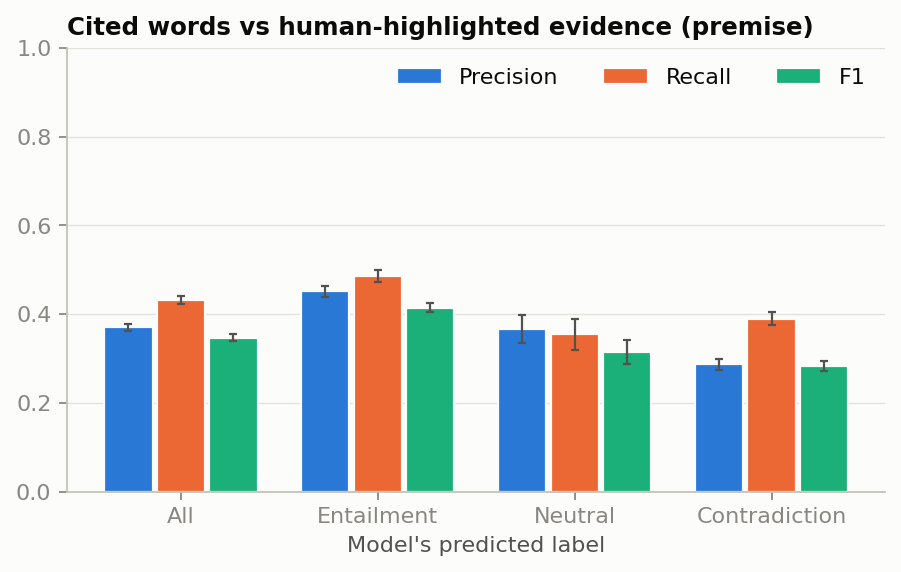 Cited words vs human-highlighted evidence (premise)
Precision Recall F1
1.0
0.8
0.6
0.4
0.2
0.0
All Entailment Neutral Contradiction
Model's predicted label